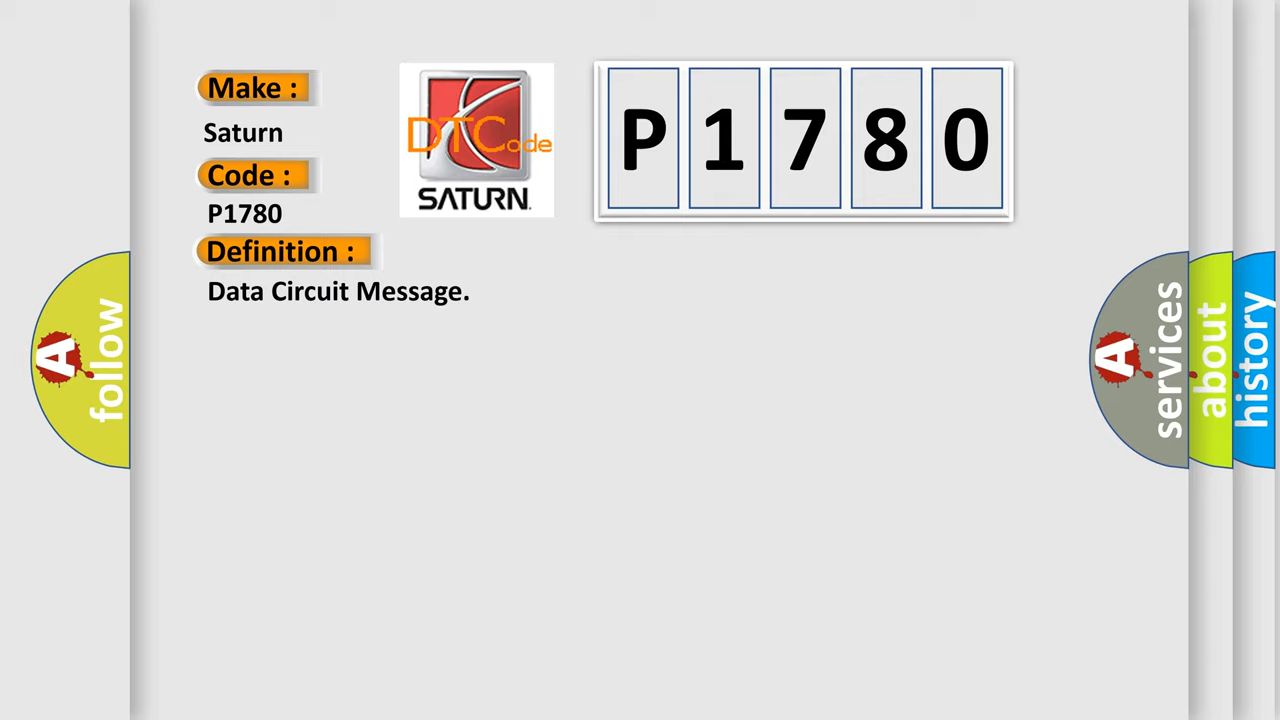 Make :
Saturn
Code :
P1780
Definition :
Data Circuit Message.
DTCode
SATURN.
P 1 7 8 0
A follow
A services
about
history